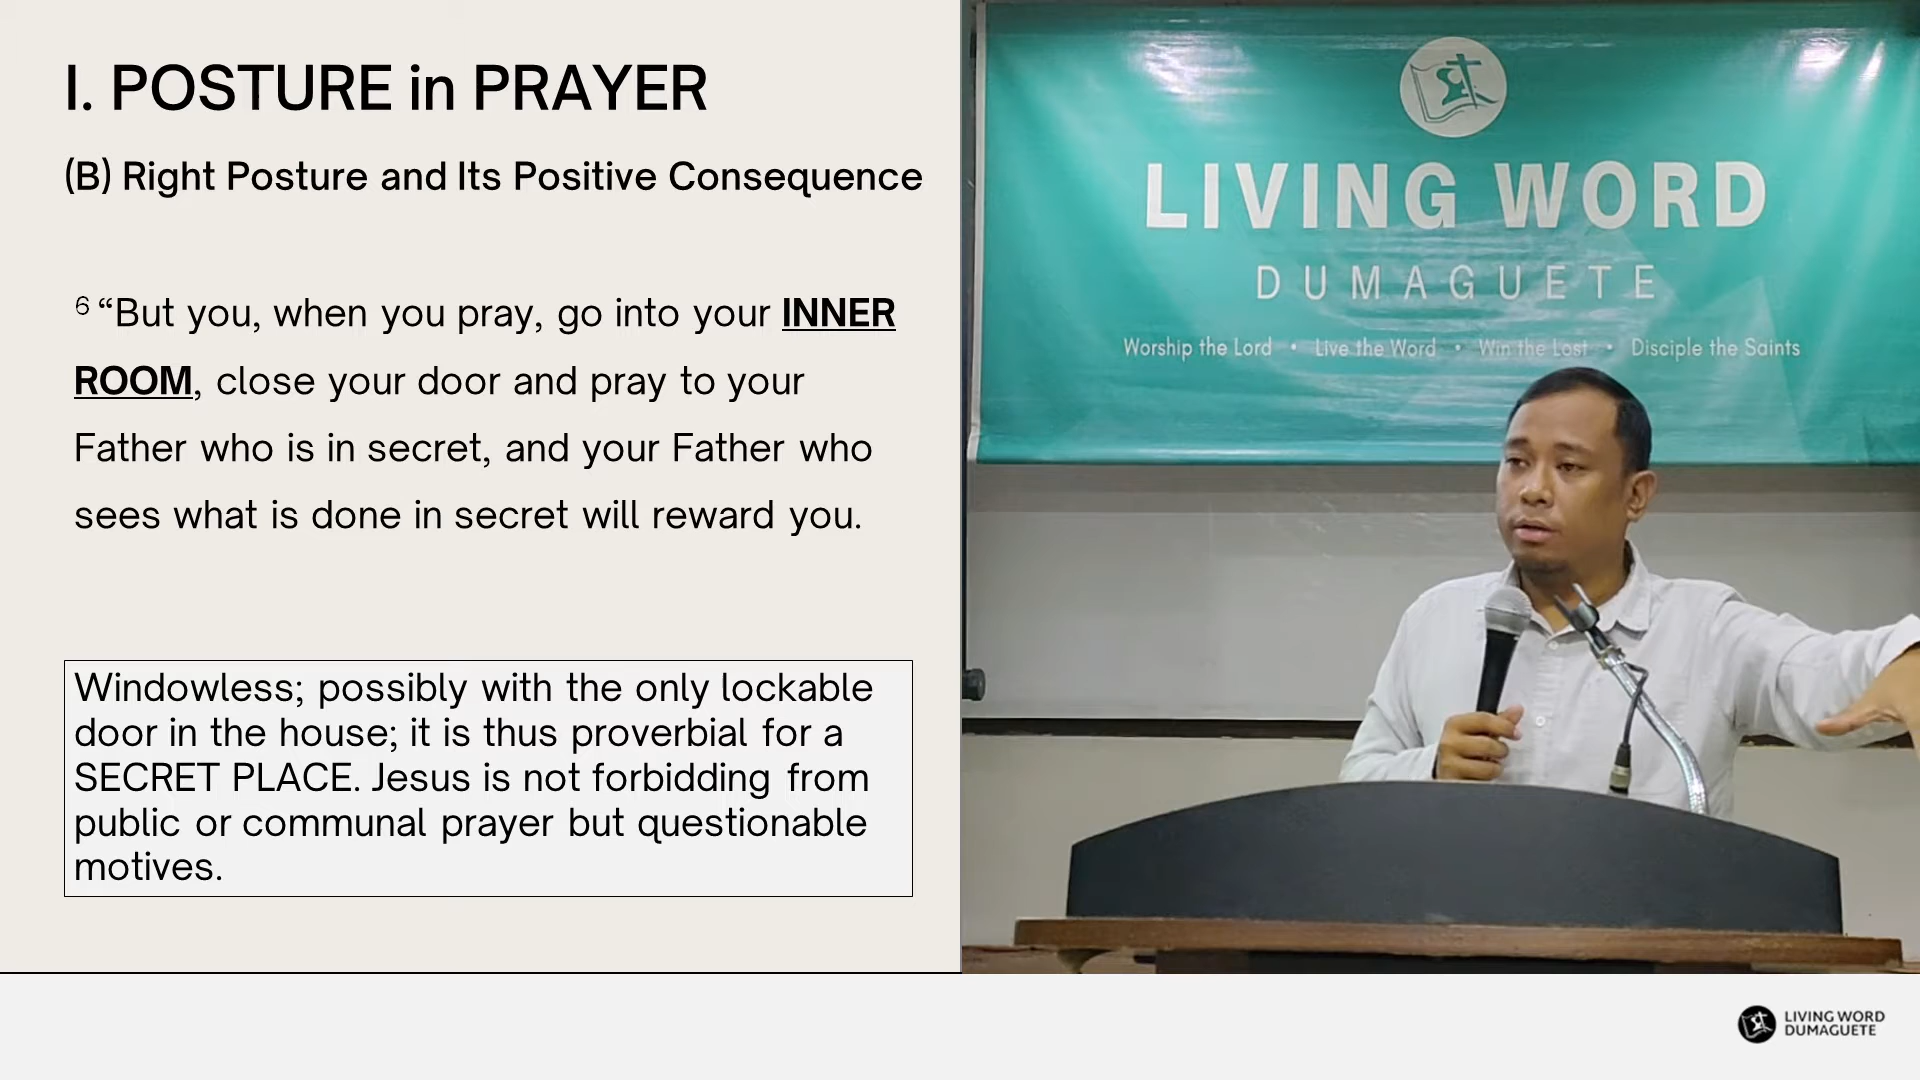 I. POSTURE in PRAYER
(B) Right Posture and Its Positive Consequence
6 “But you, when you pray, go into your INNER
ROOM, close your door and pray to your
Father who is in secret, and your Father who
sees what is done in secret will reward you.
Windowless; possibly with the only lockable
door in the house; it is thus proverbial for a
SECRET PLACE. Jesus is not forbidding from
public or communal prayer but questionable
motives.
LIVING WORD
DUMAGUETE
Worship the Lord • Live the Word • Win the Lost • Disciple the Saints
LIVING WORD
DUMAGUETE